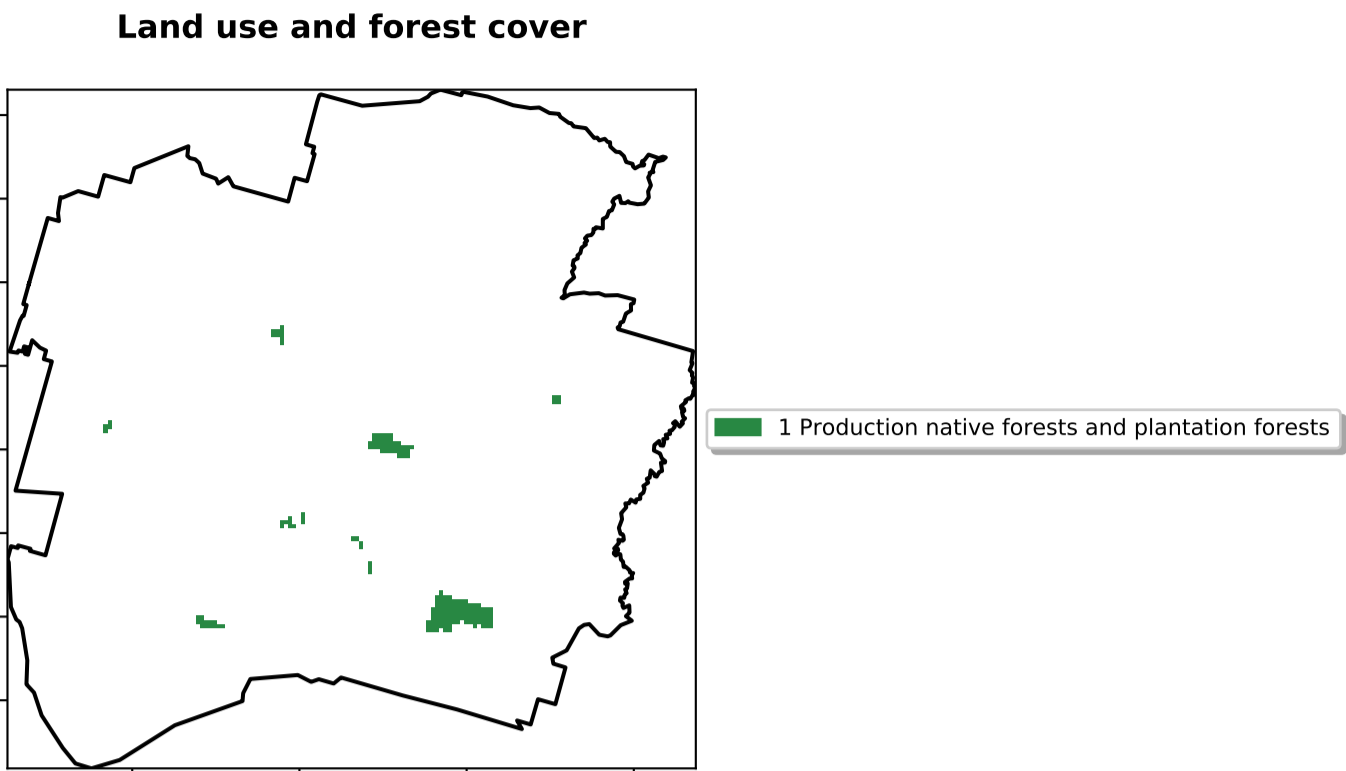 Land use and forest cover
1 Production native forests and plantation forests